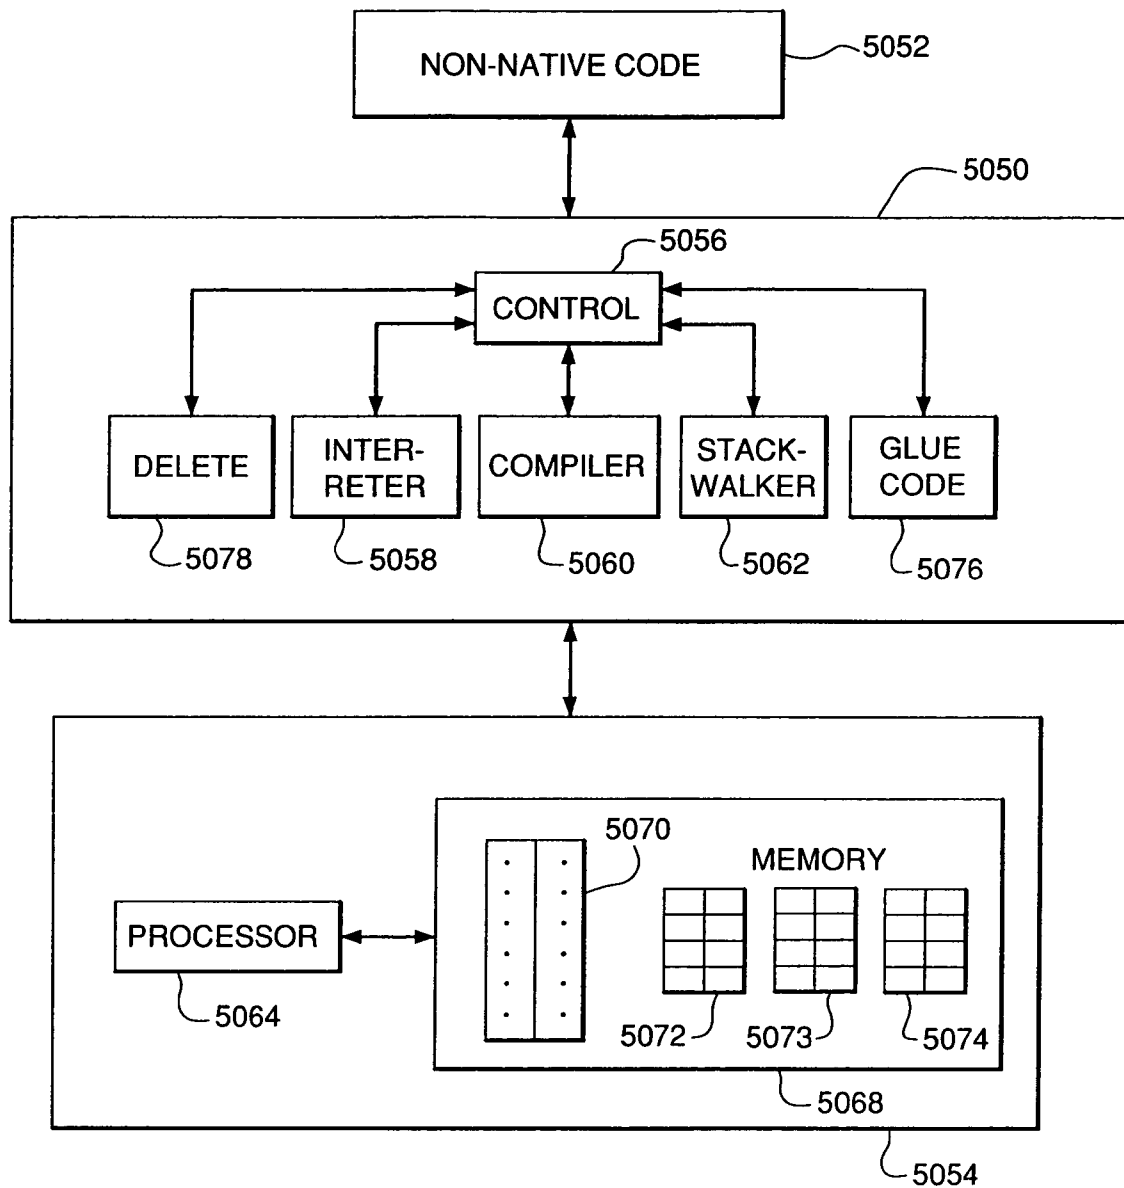 NON-NATIVE CODE
5052
5050
5056
CONTROL
DELETE
INTER-
RETER
COMPILER
STACK-
WALKER
GLUE
CODE
5078
5058
5060
5062
5076
5070
MEMORY
PROCESSOR
5064
5072
5073
5074
5068
5054